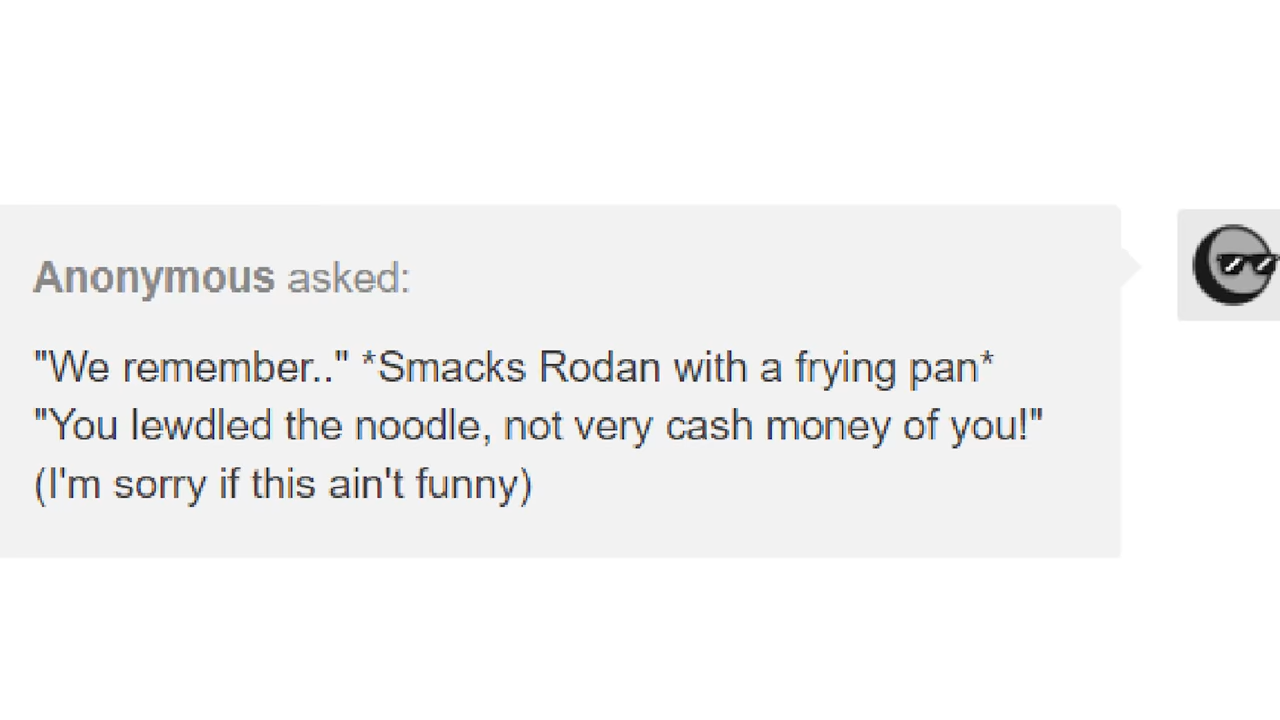 Anonymous asked:
"We remember.." *Smacks Rodan with a frying pan*
"You lewdled the noodle, not very cash money of you!"
(I'm sorry if this ain't funny)